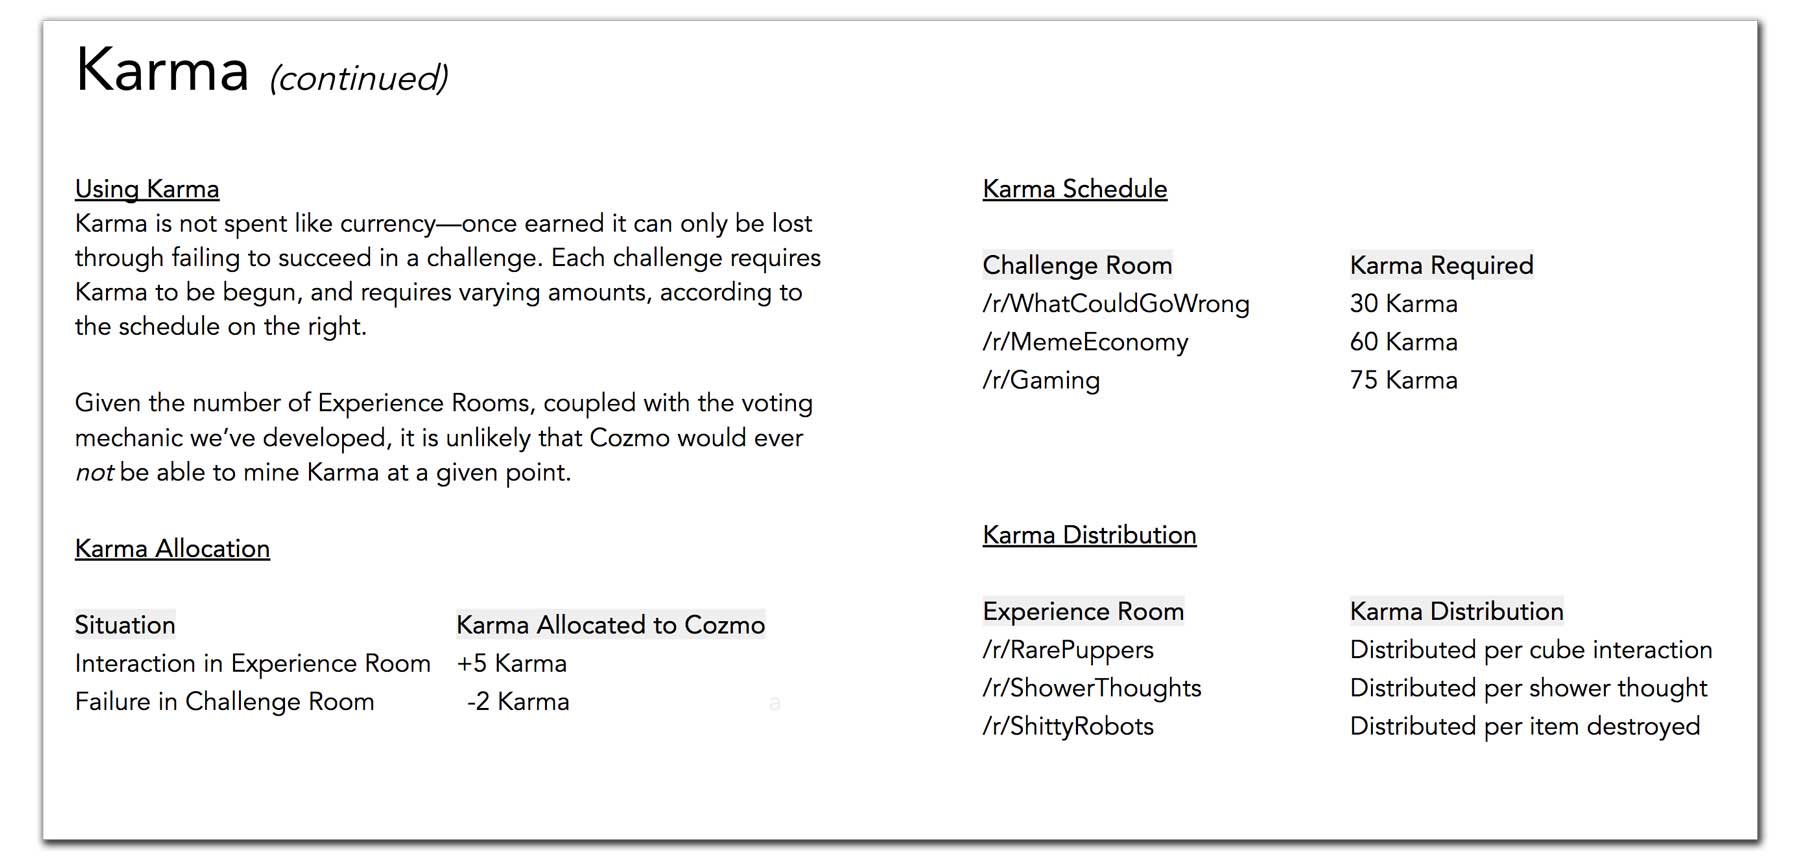 Karma (continued)
Using Karma
Karma is not spent like currency—once earned it can only be lost
through failing to succeed in a challenge. Each challenge requires
Karma to be begun, and requires varying amounts, according to
the schedule on the right.
Given the number of Experience Rooms, coupled with the voting
mechanic we’ve developed, it is unlikely that Cozmo would ever
not be able to mine Karma at a given point.
Karma Allocation
Situation Karma Allocated to Cozmo
Interaction in Experience Room +5 Karma
Failure in Challenge Room -2 Karma
a
Karma Schedule
Challenge Room Karma Required
/r/WhatCouldGoWrong 30 Karma
/r/MemeEconomy 60 Karma
/r/Gaming 75 Karma
Karma Distribution
Experience Room Karma Distribution
/r/RarePuppers Distributed per cube interaction
/r/ShowerThoughts Distributed per shower thought
/r/ShittyRobots Distributed per item destroyed